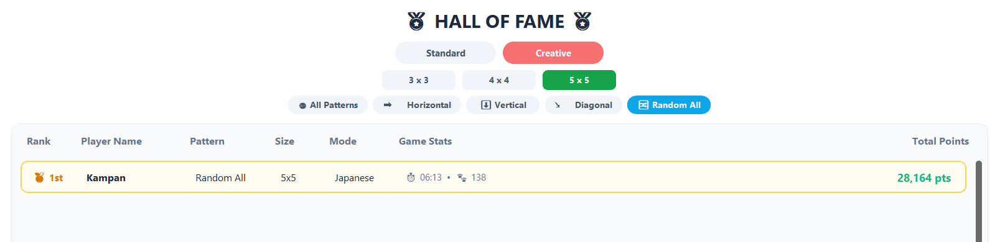 HALL OF FAME
Standard Creative
3 x 3 4 x 4 5 x 5
All Patterns Horizontal Vertical Diagonal Random All
Rank Player Name Pattern Size Mode Game Stats Total Points
1st Kampan Random All 5x5 Japanese 06:13 • 138 28,164 pts